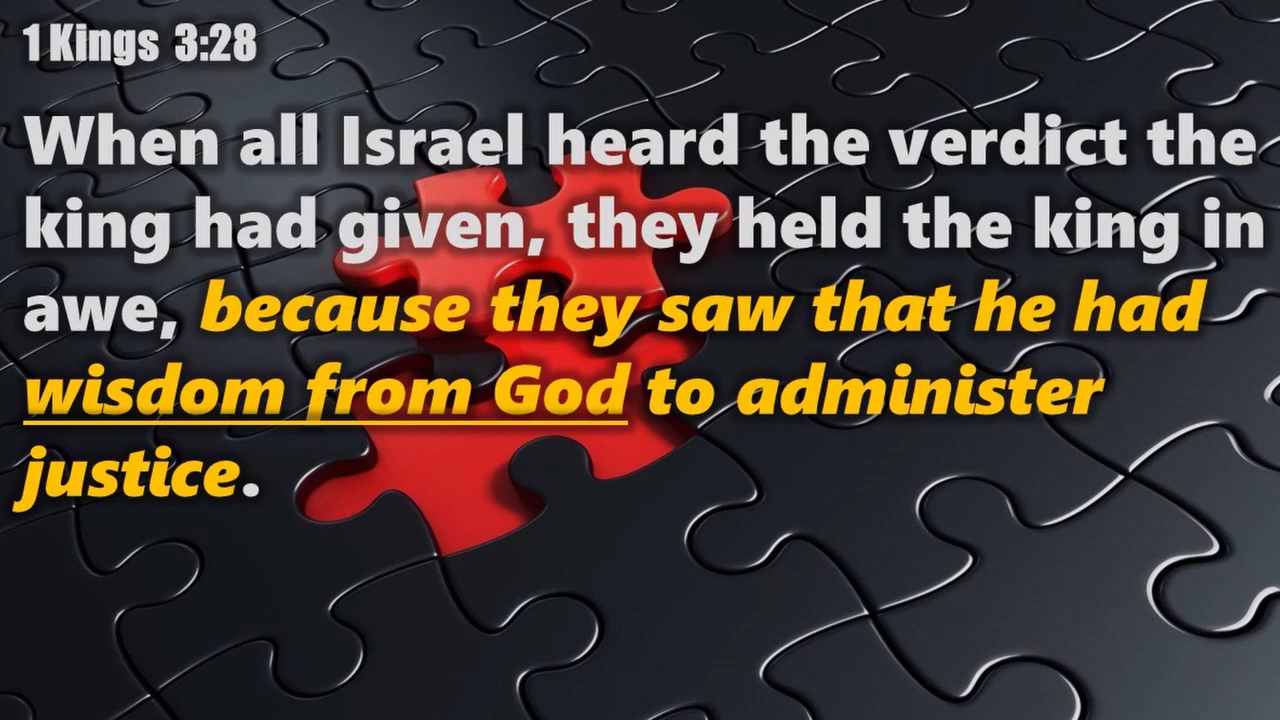 1 Kings 3:28
When all Israel heard the verdict the
king had given, they held the king in
awe, because they saw that he had
wisdom from God to administer
justice.